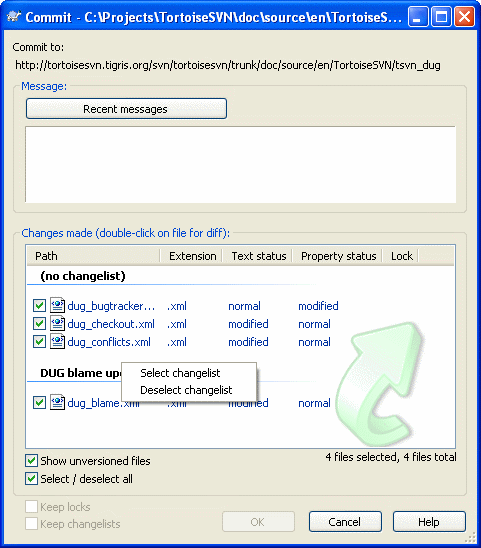 Commit - C:\Projects\TortoiseSVN\doc\source\en\TortoiseS...
Commit to:
http://tortoisesvn.tigris.org/svn/tortoisesvn/trunk/doc/source/en/TortoiseSVN/tsvn_dug
Message:
Recent messages
Changes made (double-click on file for diff):
Path Extension Text status Property status Lock
(no changelist)
dug_bugtracker... .xml normal modified
dug_checkout.xml .xml modified normal
dug_conflicts.xml .xml modified normal
DUG blame up
Select changelist
Deselect changelist
dug_blame.xml .xml modified normal
4 files selected, 4 files total
Show unversioned files
Select / deselect all
Keep locks
Keep changelists
OK Cancel Help